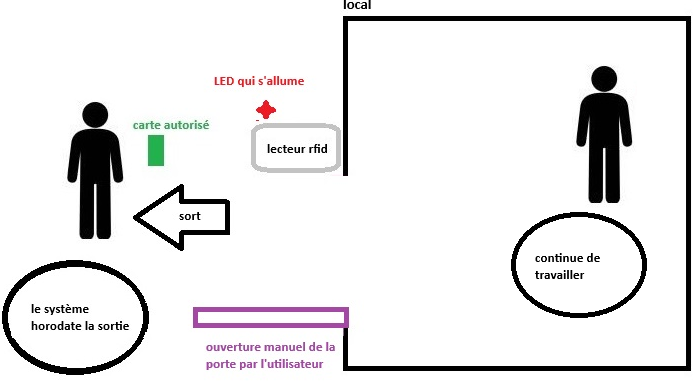 local
LED qui s'allume
carte autorisé
lecteur rfid
sort
continue de
travailler
le système
horodate la sortie
ouverture manuel de la
porte par l'utilisateur